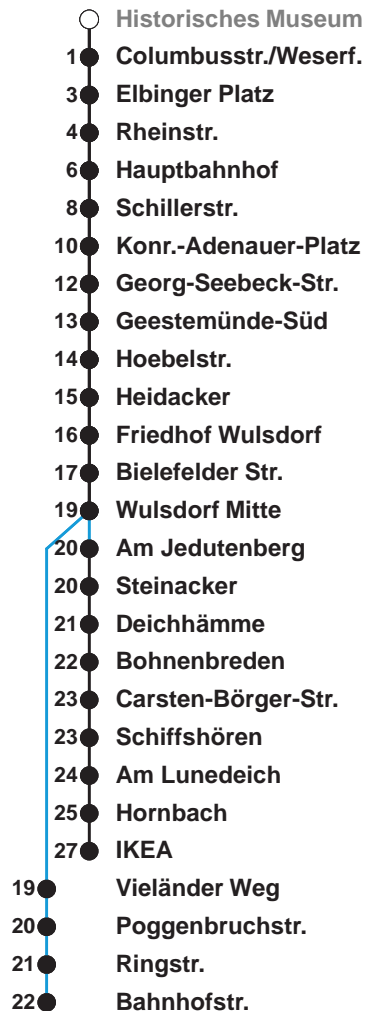 Historisches Museum
1 Columbusstr./Weserf.
3 Elbinger Platz
4 Rheinstr.
6 Hauptbahnhof
8 Schillerstr.
10 Konr.-Adenauer-Platz
12 Georg-Seebeck-Str.
13 Geestemünde-Süd
14 Hoebelstr.
15 Heidacker
16 Friedhof Wulsdorf
17 Bielefelder Str.
19 Wulsdorf Mitte
20 Am Jedutenberg
20 Steinacker
21 Deichhämme
22 Bohnenbreden
23 Carsten-Börger-Str.
23 Schiffshören
24 Am Lunedeich
25 Hornbach
27 IKEA
19 Vieländer Weg
20 Poggenbruchstr.
21 Ringstr.
22 Bahnhofstr.